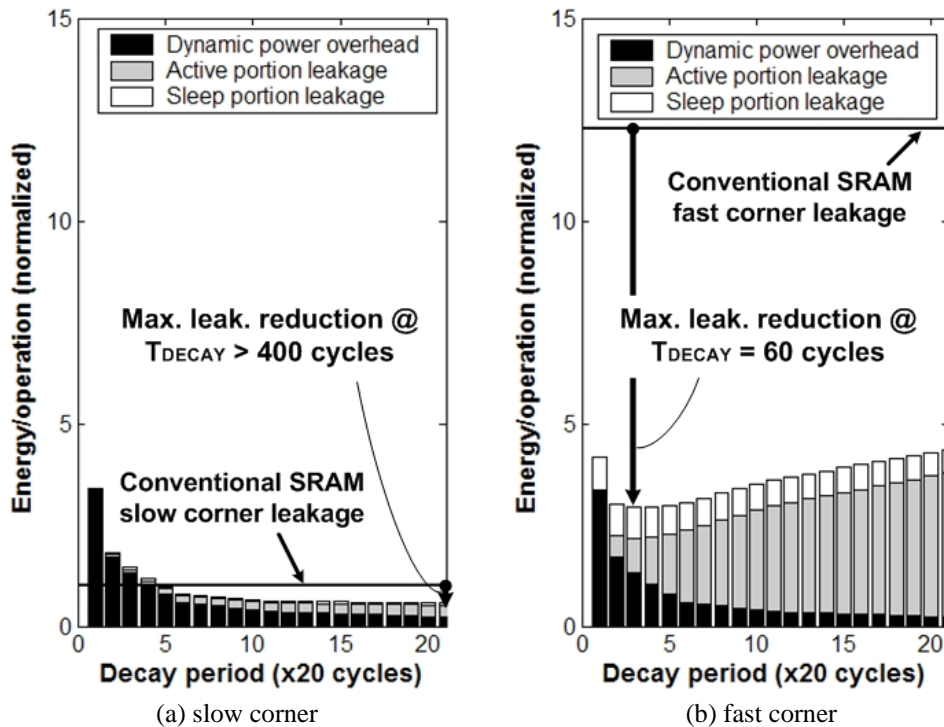 15
10
5
0
Energy/operation (normalized)
Dynamic power overhead
Active portion leakage
Sleep portion leakage
Max. leak. reduction @
TDECAY > 400 cycles
Conventional SRAM
slow corner leakage
0 5 10 15 20
Decay period (x20 cycles)
(a) slow corner
15
10
5
0
Energy/operation (normalized)
Dynamic power overhead
Active portion leakage
Sleep portion leakage
Conventional SRAM
fast corner leakage
Max. leak. reduction @
TDECAY = 60 cycles
0 5 10 15 20
Decay period (x20 cycles)
(b) fast corner